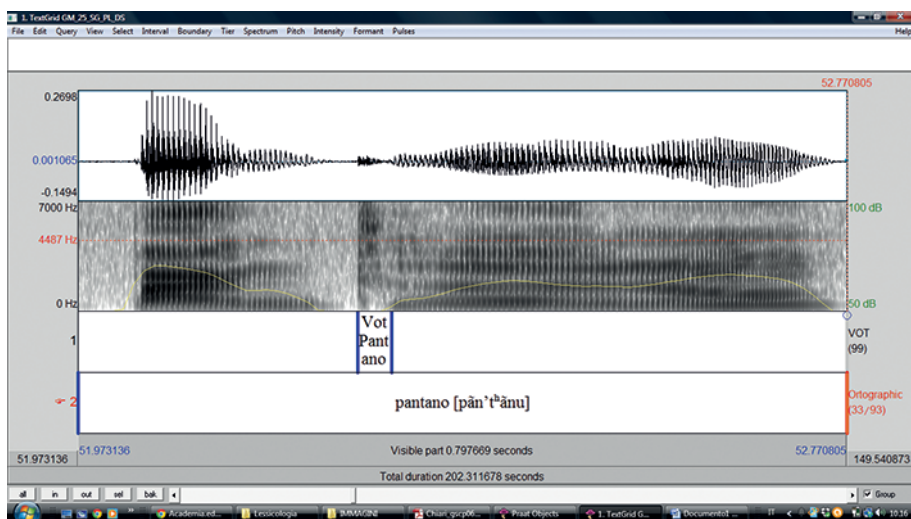 1. TextGrid GM_25_SG_PL_DS
File Edit Query View Select Interval Boundary Tier Spectrum Pitch Intensity Formant Pulses Help
52.770805
0.2698
0.001065
-0.1494
7000 Hz 100 dB
4487 Hz
0 Hz 50 dB
Vot
Pant
ano
1 VOT
(99)
2 pantano [pãn’tʰãnu] Ortographic
(33/93)
51.973136 Visible part 0.797669 seconds 52.770805
51.973136 149.540873
Total duration 202.311678 seconds
all in out sel bak Group
Academia.ed... Lessicologia IMMAGINI Chiari_gscp06... Praat Objects 1. TextGrid G... Documento1 ... IT 10.16